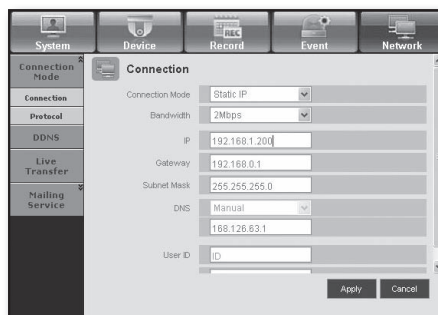 System Device Record Event Network
REC
Connection Mode
Connection
Protocol
DDNS
Live Transfer
Mailing Service
Connection
Connection Mode Static IP
Bandwidth 2Mbps
IP 192.168.1.200
Gateway 192.168.0.1
Subnet Mask 255.255.255.0
DNS Manual
168.126.63.1
User ID ID
Apply Cancel